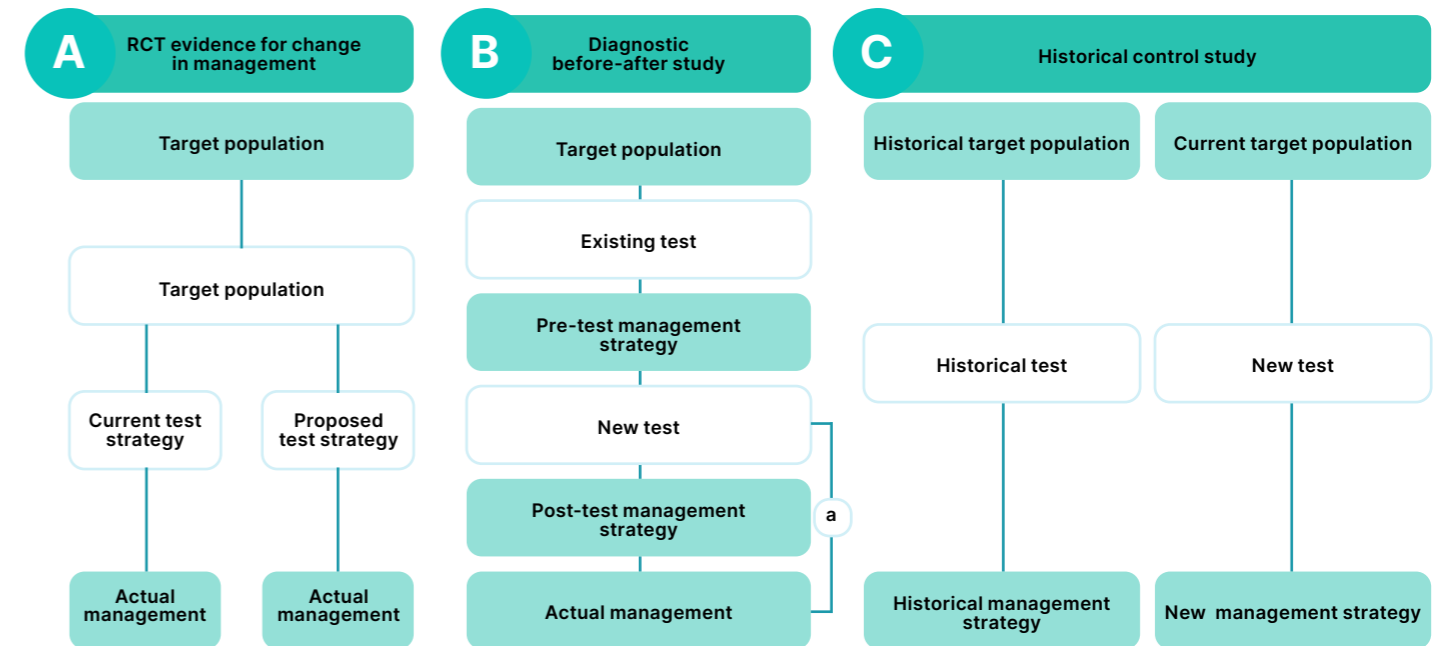 A
RCT evidence for change
in management
Target population
Target population
Current test
strategy
Proposed
test strategy
Actual
management
Actual
management
B
Diagnostic
before-after study
Target population
Existing test
Pre-test management
strategy
New test
Post-test management
strategy
a
Actual management
C
Historical control study
Historical target population
Current target population
Historical test
New test
Historical management
strategy
New management strategy